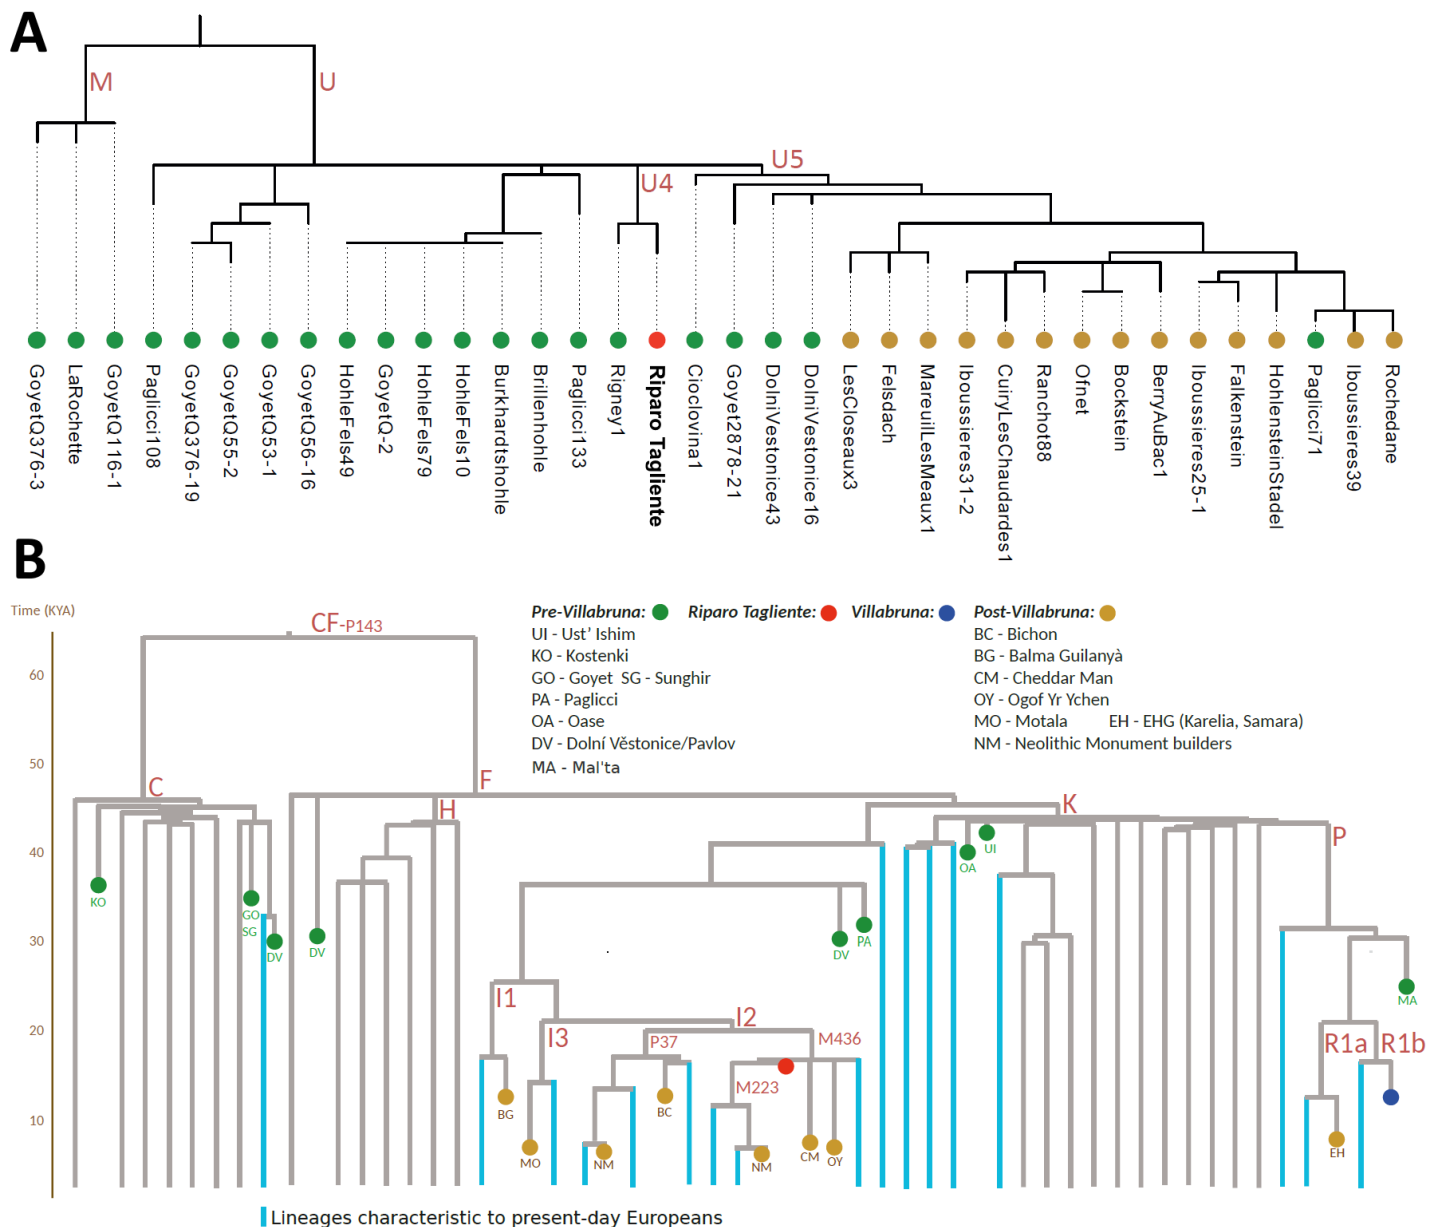 A
M
U
U5
U4
GoyetQ376-3
LaRochette
GoyetQ116-1
Paglicci108
GoyetQ376-19
GoyetQ55-2
GoyetQ53-1
GoyetQ56-16
HohleFels49
GoyetQ-2
HohleFels79
HohleFels10
Burkhardtshohle
Brillenhohle
Paglicci133
Rigney1
Riparo Tagliente
Cioclovina1
Goyet2878-21
DolniVestonice43
DolniVestonice16
LesCloseaux3
Felsdach
MareuilLesMeaux1
Iboussieres31-2
CuiryLesChaudardes1
Ranchot88
Ofnet
Bockstein
BerryAuBac1
Iboussieres25-1
Falkenstein
HohlensteinStadel
Paglicci71
Iboussieres39
Rochedane
B
Time (KYA)
60
50
40
30
20
10
CF-P143
Pre-Villabruna:
UI - Ust' Ishim
KO - Kostenki
GO - Goyet SG - Sunghir
PA - Paglicci
OA - Oase
DV - Dolní Věstonice/Pavlov
MA - Mal'ta
Riparo Tagliente:
Villabruna:
Post-Villabruna:
BC - Bichon
BG - Balma Guilanyà
CM - Cheddar Man
OY - Ogof Yr Ychen
MO - Motala EH - EHG (Karelia, Samara)
NM - Neolithic Monument builders
C
F
H
K
P
KO
GO
SG
DV
DV
DV
PA
OA
UI
MA
I1
I3
I2
P37
M436
M223
R1a
R1b
BG
MO
NM
BC
NM
CM
OY
EH
Lineages characteristic to present-day Europeans